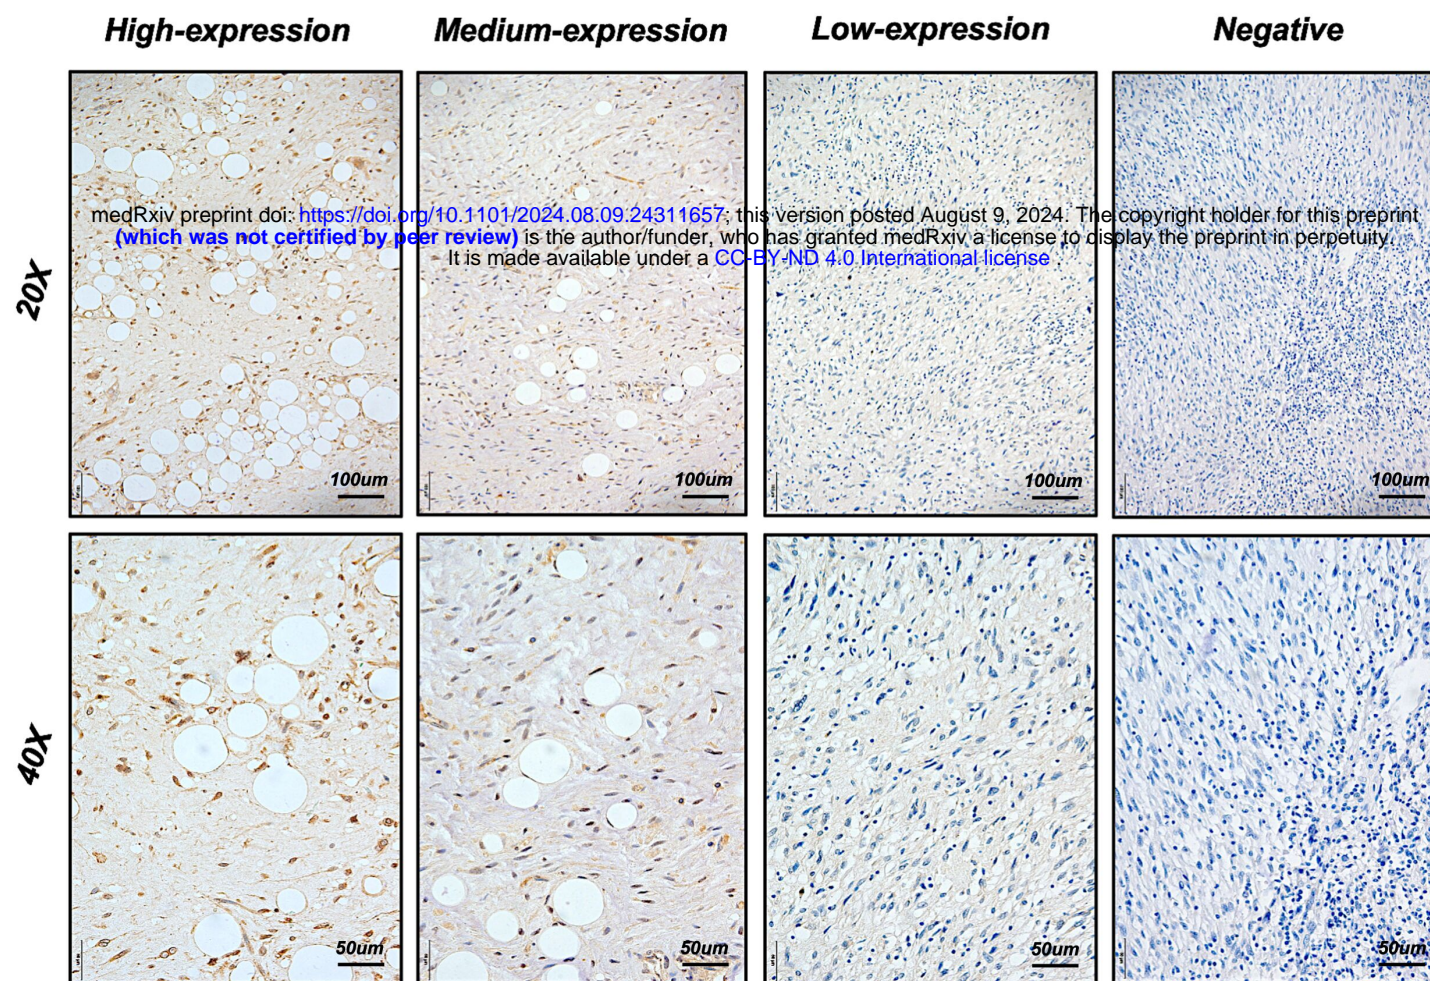 High-expression Medium-expression Low-expression Negative
medRxiv preprint doi: https://doi.org/10.1101/2024.08.09.24311657; this version posted August 9, 2024. The copyright holder for this preprint
(which was not certified by peer review) is the author/funder, who has granted medRxiv a license to display the preprint in perpetuity.
It is made available under a CC-BY-ND 4.0 International license
20X
100um 100um 100um 100um
40X
50um 50um 50um 50um